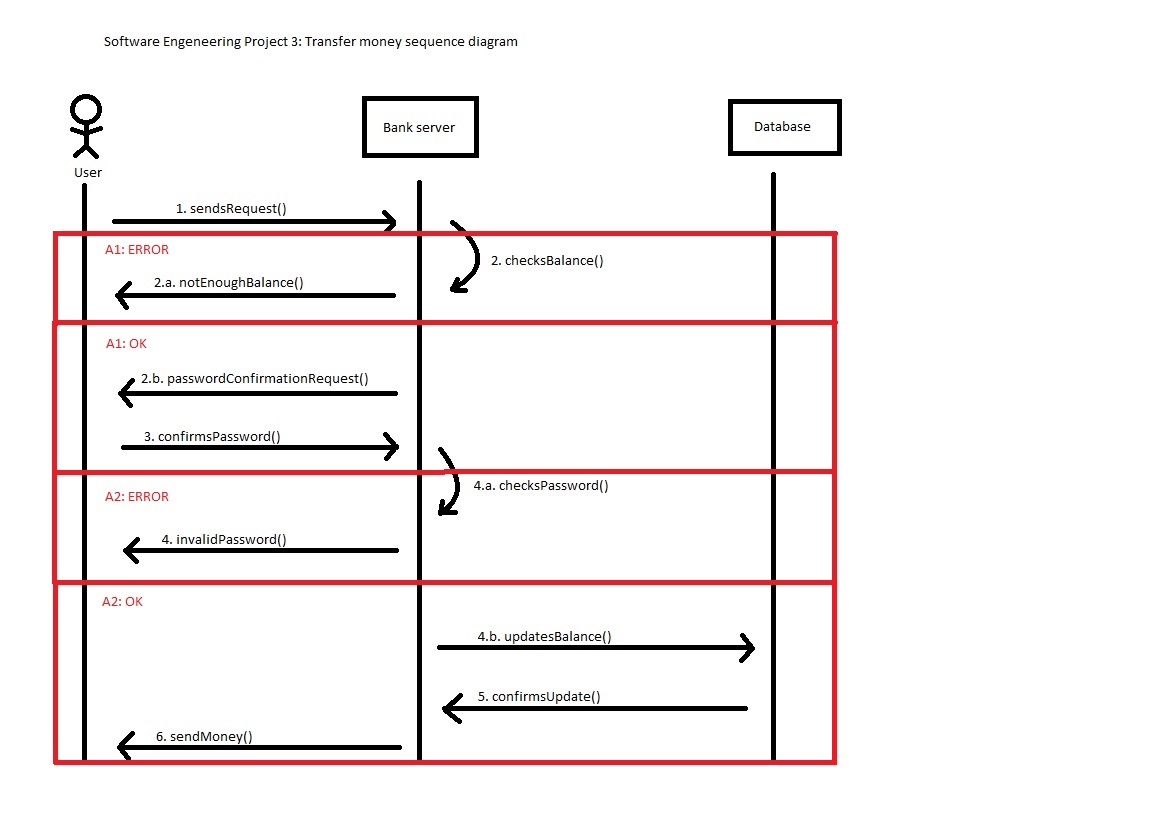 Software Engeneering Project 3: Transfer money sequence diagram
User
Bank server
Database
1. sendsRequest()
A1: ERROR
2. checksBalance()
2.a. notEnoughBalance()
A1: OK
2.b. passwordConfirmationRequest()
3. confirmsPassword()
4.a. checksPassword()
A2: ERROR
4. invalidPassword()
A2: OK
4.b. updatesBalance()
5. confirmsUpdate()
6. sendMoney()